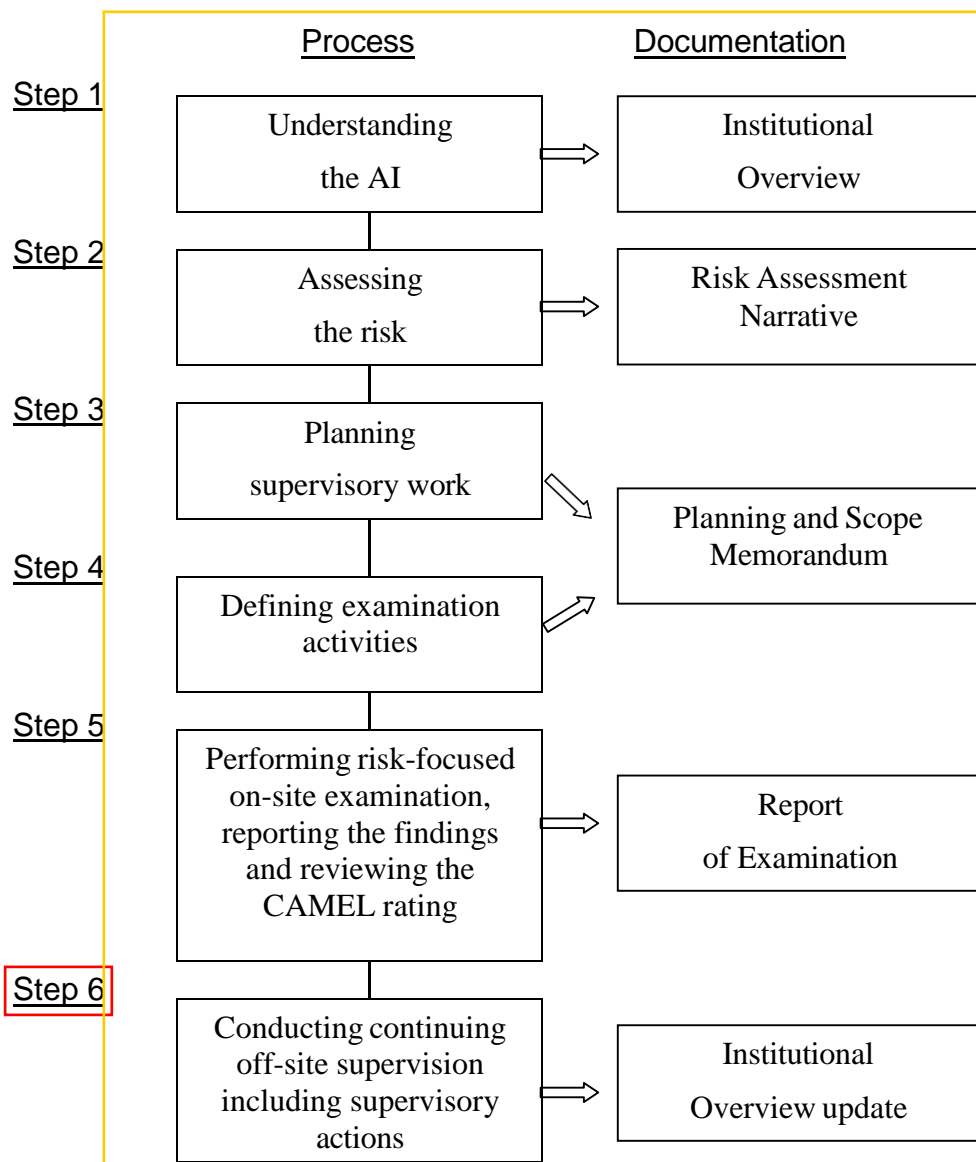 Process
Documentation
Step 1
Understanding
the AI
Institutional
Overview
Step 2
Assessing
the risk
Risk Assessment
Narrative
Step 3
Planning
supervisory work
Planning and Scope
Memorandum
Step 4
Defining examination
activities
Step 5
Performing risk-focused
on-site examination,
reporting the findings
and reviewing the
CAMEL rating
Report
of Examination
Step 6
Conducting continuing
off-site supervision
including supervisory
actions
Institutional
Overview update